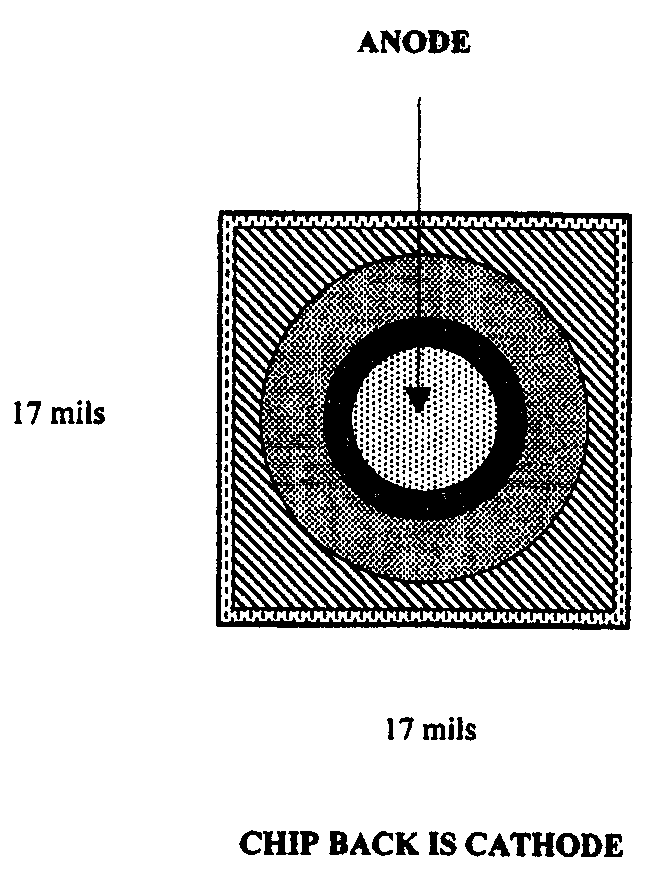 ANODE
17 mils
17 mils
CHIP BACK IS CATHODE